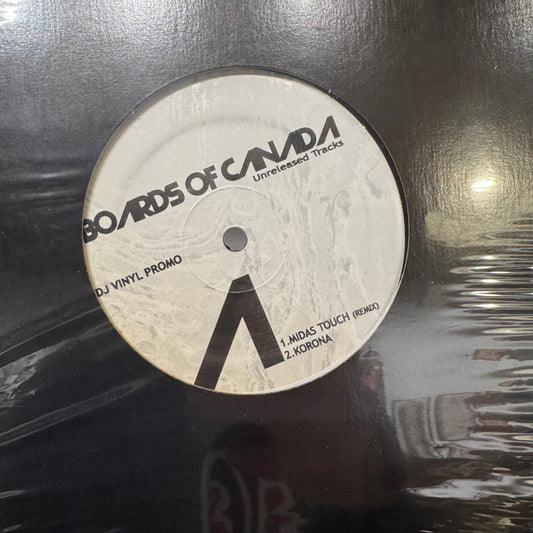 BOARDS OF CANADA
Unreleased Tracks
DJ VINYL PROMO
A
1.MIDAS TOUCH (REMIX)
2.KORONA